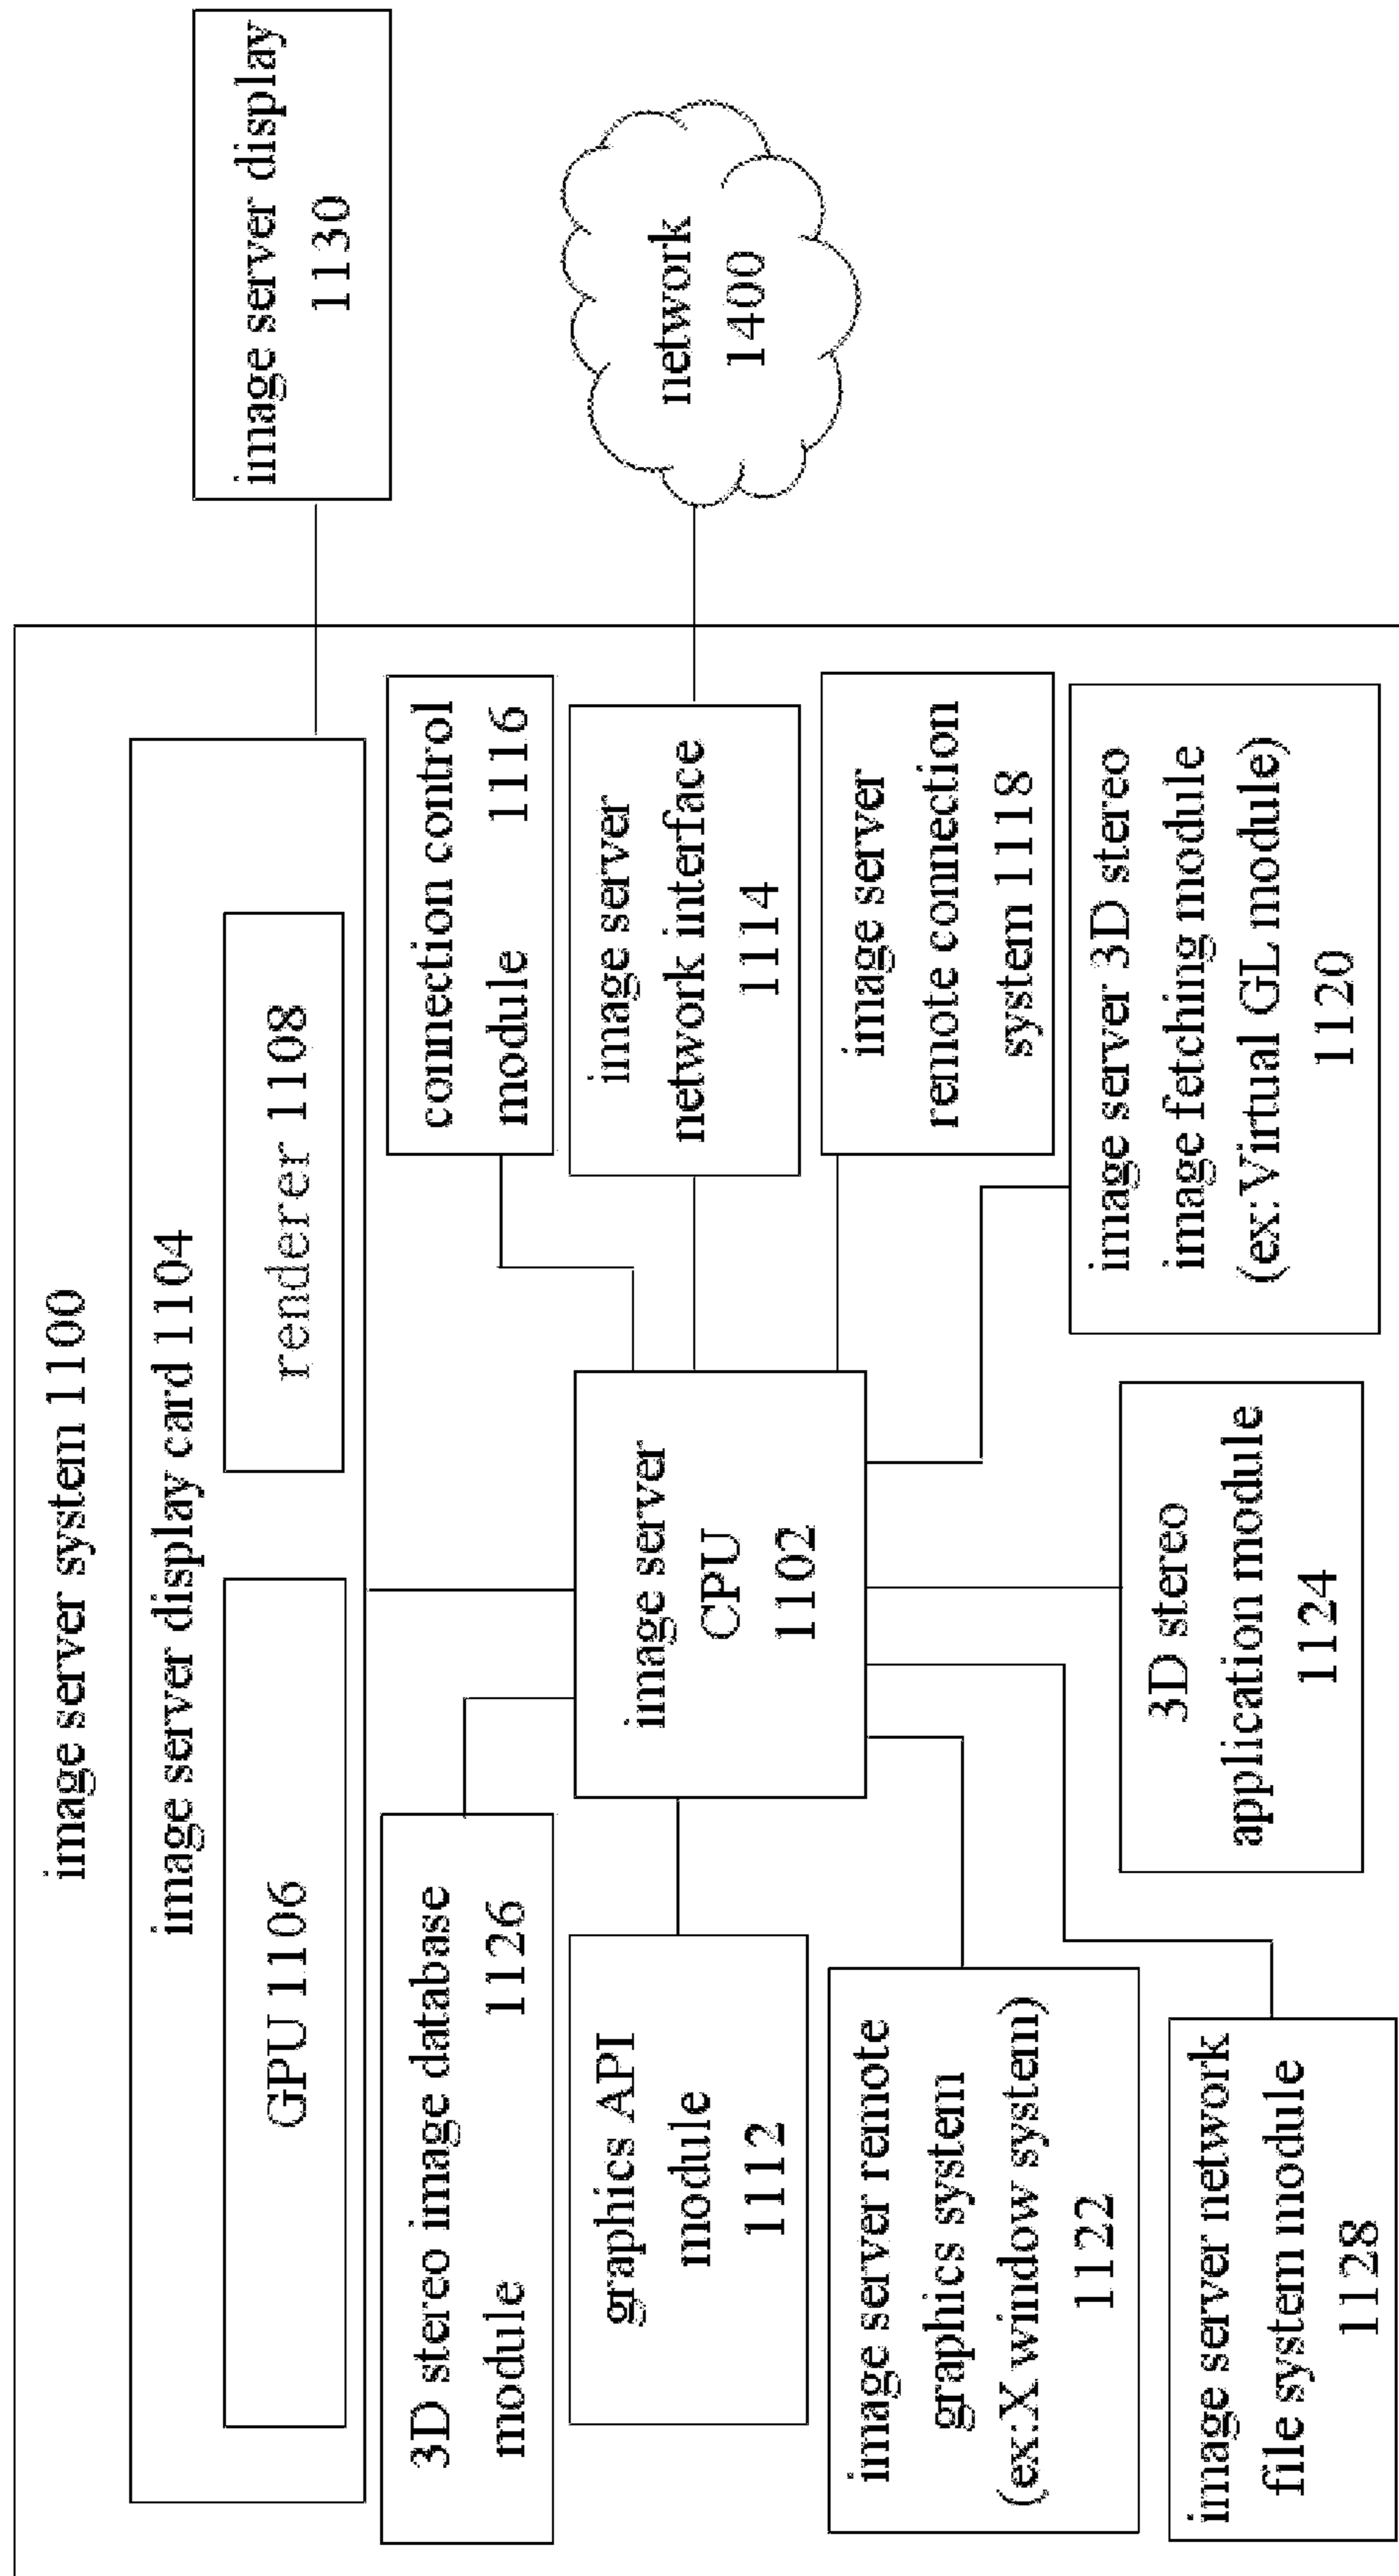 image server system 1100
image server display card 1104
GPU 1106
renderer 1108
image server display
1130
3D stereo image database
module 1126
connection control
module 1116
graphics API
module
1112
image server
CPU
1102
image server
network interface
1114
network
1400
image server remote
graphics system
(ex:X window system)
1122
image server
remote connection
system 1118
image server network
file system module
1128
3D stereo
application module
1124
image server 3D stereo
image fetching module
(ex:Virtual GL module)
1120